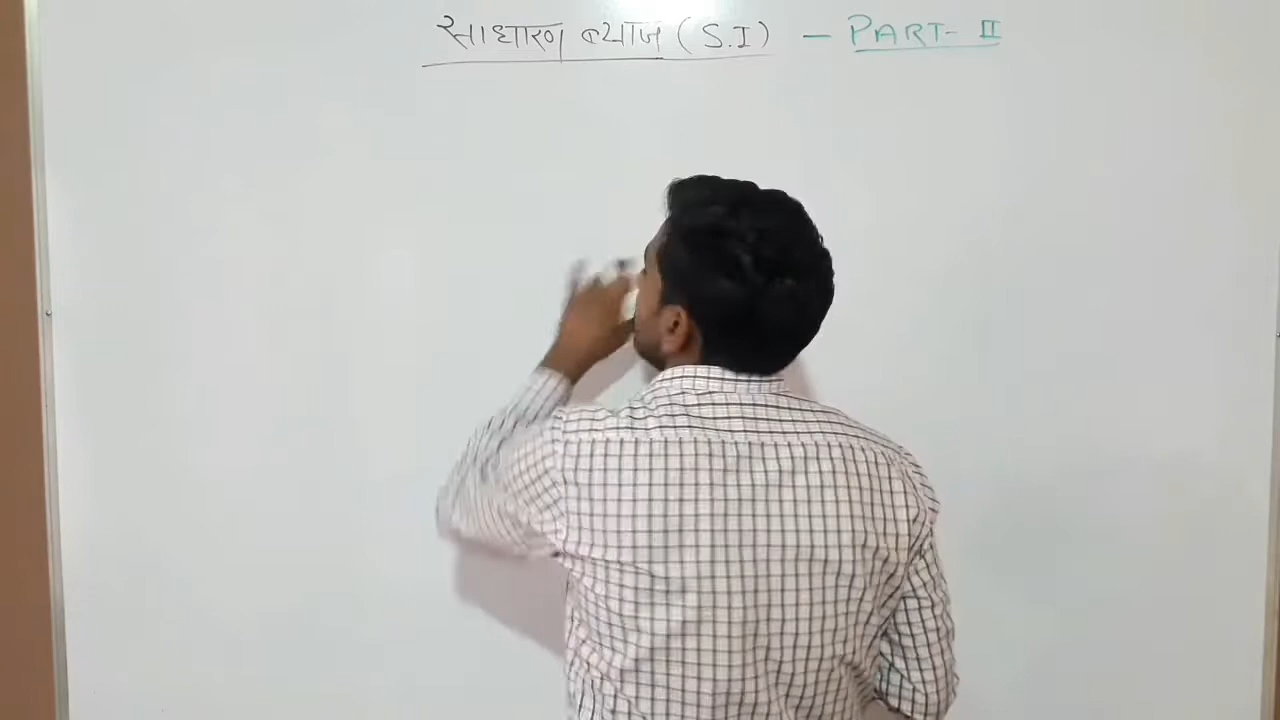 साधारण ब्याज (S.I) - PART- II